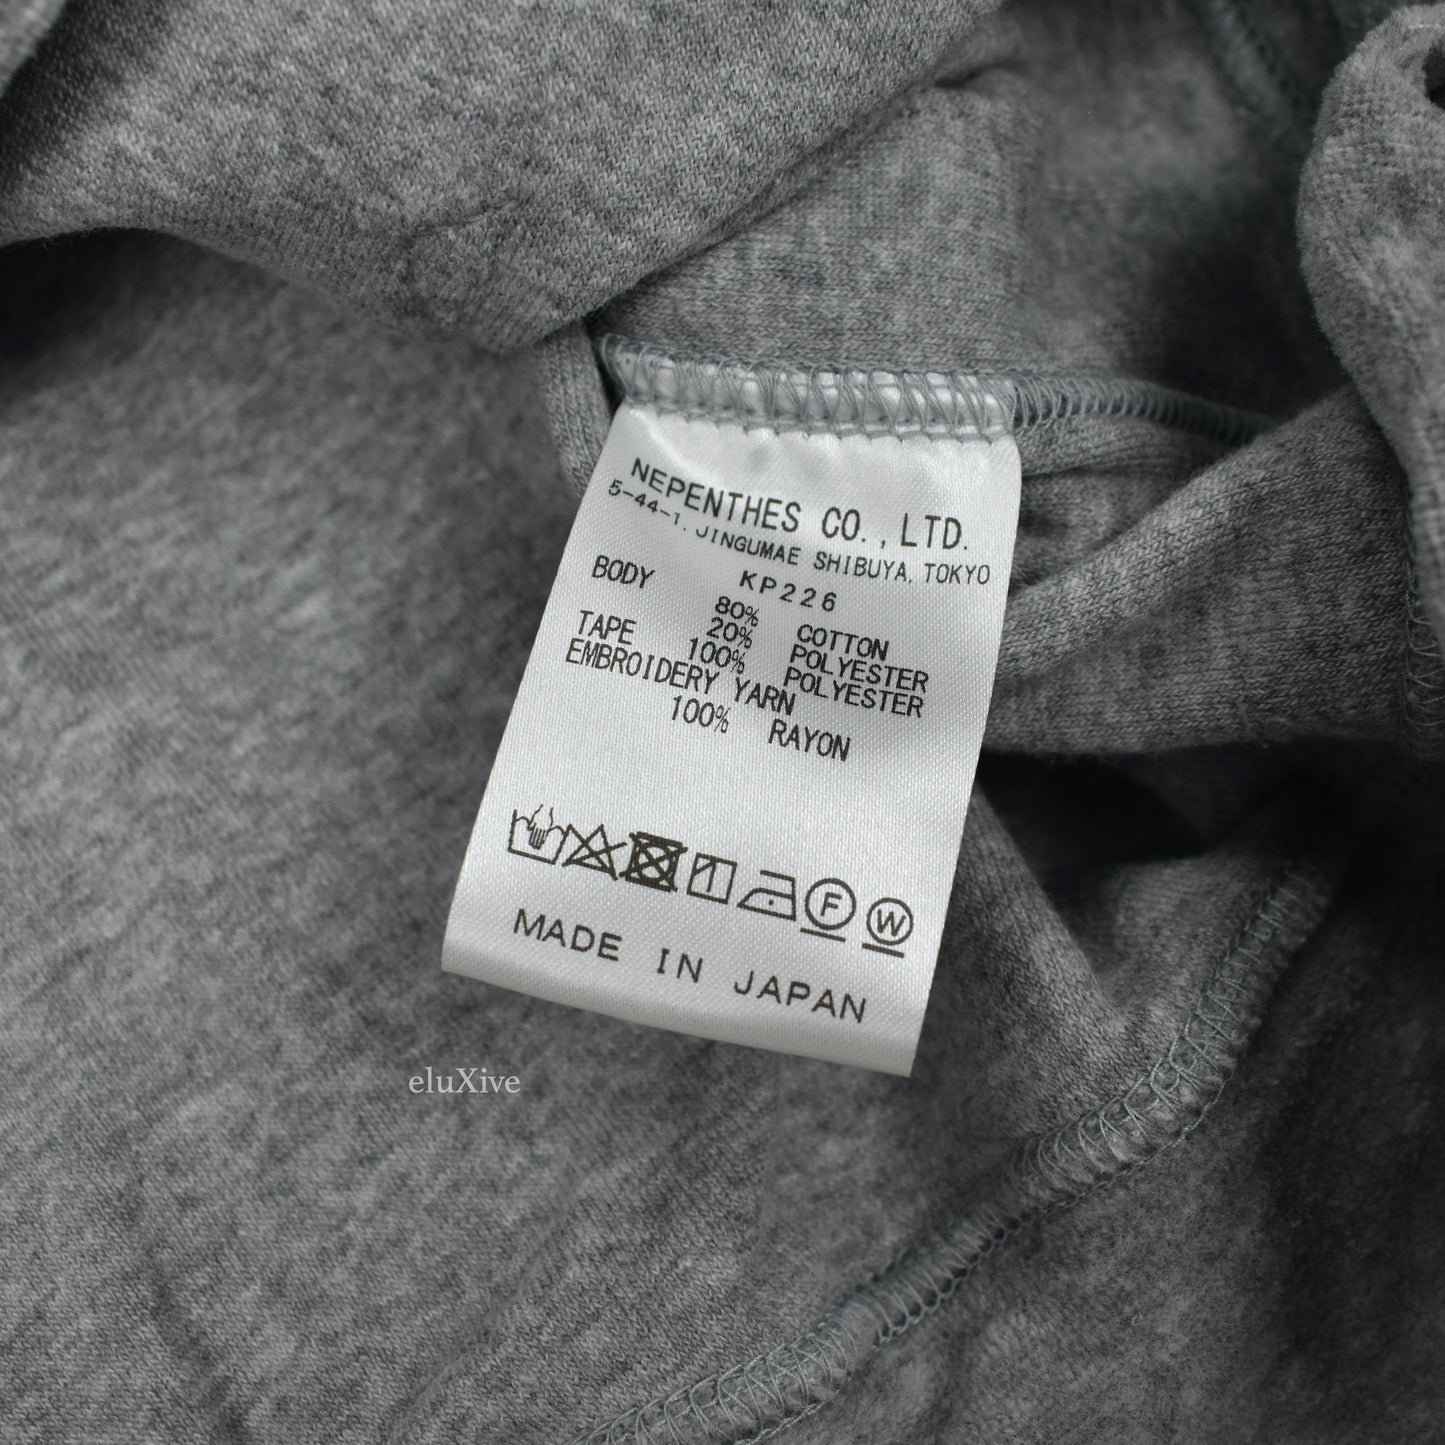 NEPENTHES CO., LTD.
5-44-1, JINGUMAE SHIBUYA, TOKYO
KP226
BODY 80% COTTON
20% POLYESTER
TAPE 100% POLYESTER
EMBROIDERY YARN
100% RAYON
F W
MADE IN JAPAN
eluXive